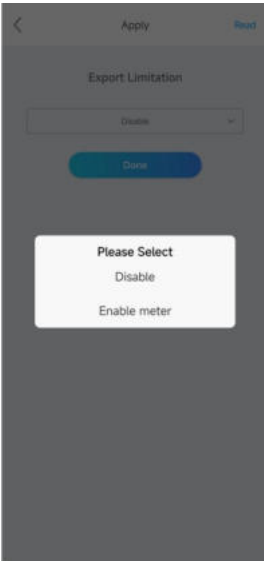 Apply
Read
Export Limitation
Disable
Done
Please Select
Disable
Enable meter